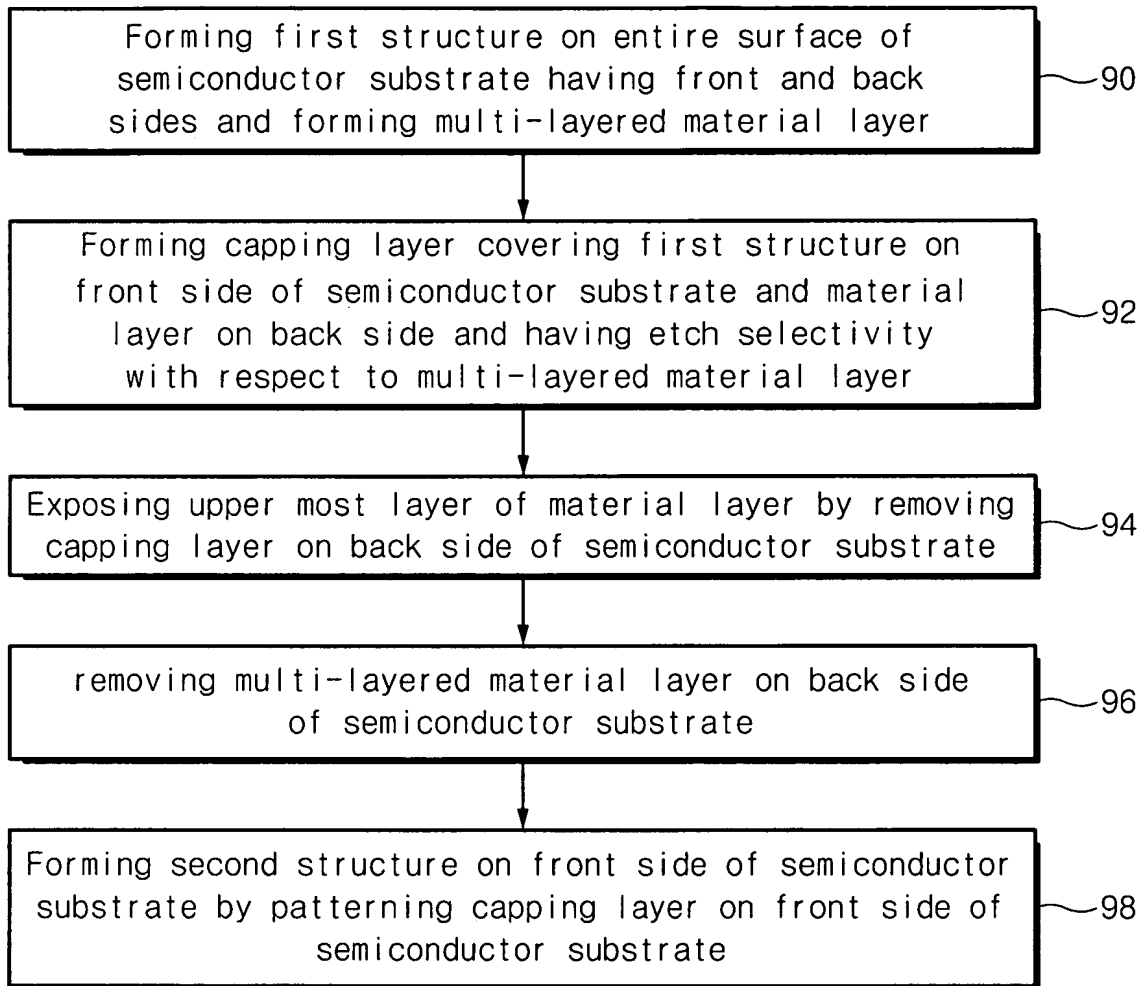 Forming first structure on entire surface of
semiconductor substrate having front and back
sides and forming multi-layered material layer
90
Forming capping layer covering first structure on
front side of semiconductor substrate and material
layer on back side and having etch selectivity
with respect to multi-layered material layer
92
Exposing upper most layer of material layer by removing
capping layer on back side of semiconductor substrate
94
removing multi-layered material layer on back side
of semiconductor substrate
96
Forming second structure on front side of semiconductor
substrate by patterning capping layer on front side of
semiconductor substrate
98